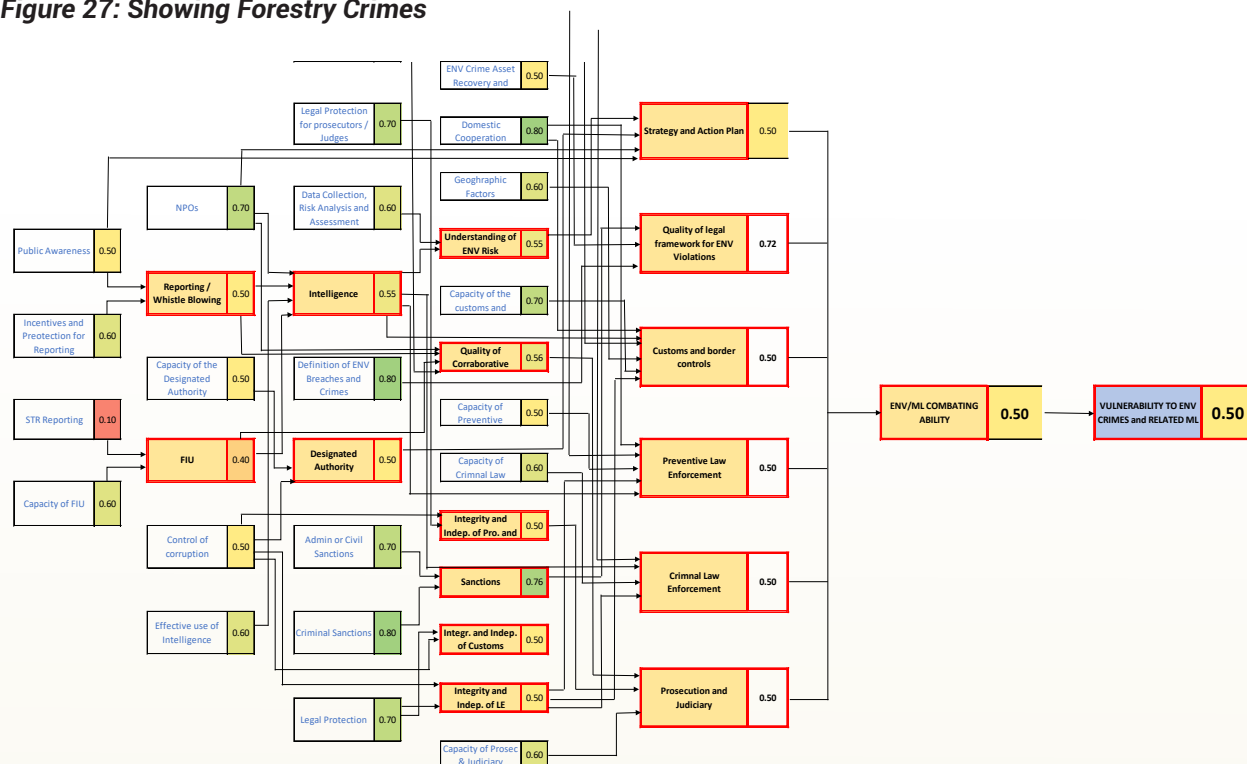 Figure 27: Showing Forestry Crimes
ENV Crime Asset
Recovery and
0.50
Legal Protection
for prosecutors /
Judges
0.70
Domestic
Cooperation
0.80
Strategy and Action Plan
0.50
NPOs
0.70
Data Collection,
Risk Analysis and
Assessment
0.60
Geoghraphic
Factors
0.60
Public Awareness
0.50
Understanding of
ENV Risk
0.55
Quality of legal
framework for ENV
Violations
0.72
Reporting /
Whistle Blowing
0.50
Intelligence
0.55
Capacity of the
customs and
0.70
Incentives and
Preotection for
Reporting
0.60
Capacity of the
Designated
Authority
0.50
Definition of ENV
Breaches and
Crimes
0.80
Quality of
Corraborative
0.56
Customs and border
controls
0.50
STR Reporting
0.10
Capacity of
Preventive
0.50
ENV/ML COMBATING
ABILITY
0.50
VULNERABILITY TO ENV
CRIMES and RELATED ML
0.50
FIU
0.40
Designated
Authority
0.50
Capacity of
Crimnal Law
0.60
Preventive Law
Enforcement
0.50
Capacity of FIU
0.60
Control of
corruption
0.50
Admin or Civil
Sanctions
0.70
Integrity and
Indep. of Pro. and
0.50
Sanctions
0.76
Crimnal Law
Enforcement
0.50
Effective use of
Intelligence
0.60
Criminal Sanctions
0.80
Integr. and Indep.
of Customs
0.50
Legal Protection
0.70
Integrity and
Indep. of LE
0.50
Prosecution and
Judiciary
0.50
Capacity of Prosec
& Judiciary
0.60